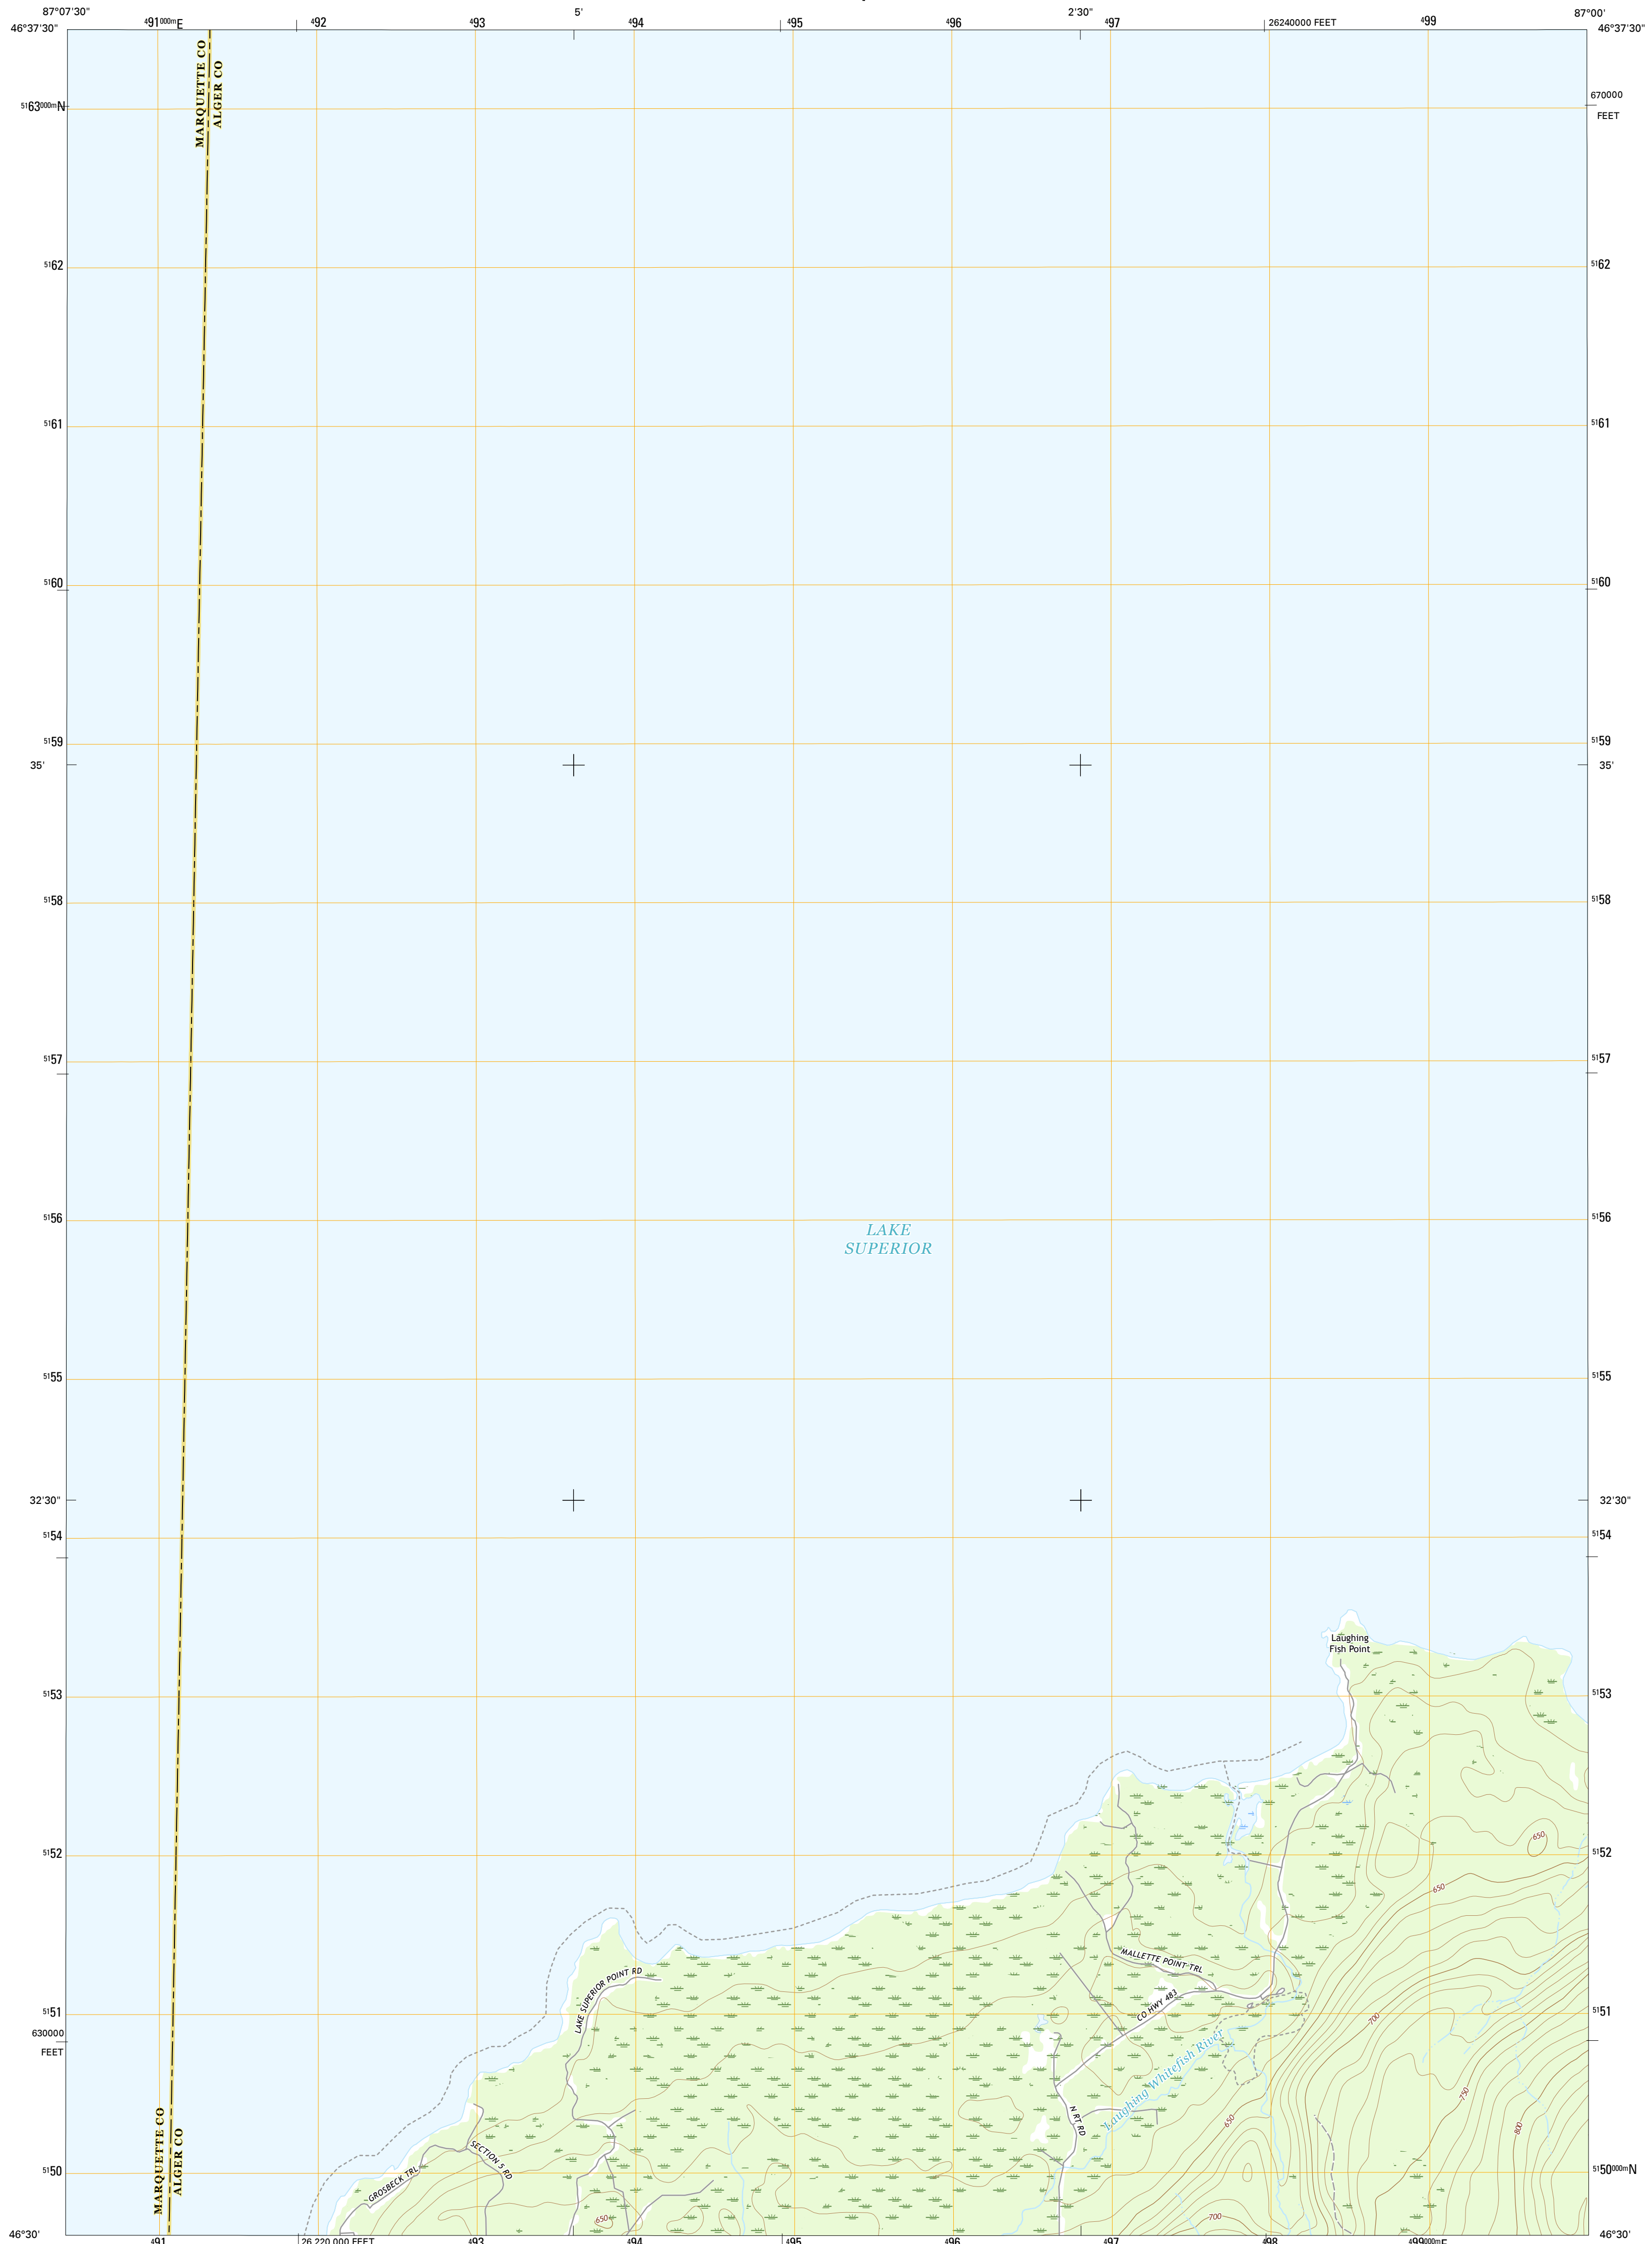 87°07'30"
491000mE
492
493
5'
494
495
496
2'30"
497
26240000 FEET
499
87°00'
46°37'30"
46°37'30"
MARQUETTE CO
ALGER CO
5163000mN
670000
FEET
5162
5162
5161
5161
5160
5160
5159
5159
35'
35'
5158
5158
5157
5157
5156
5156
LAKE
SUPERIOR
5155
5155
32'30"
32'30"
5154
5154
Laughing
Fish Point
5153
5153
650
5152
5152
650
MALLETTE POINT TRL
LAKE SUPERIOR POINT RD
CO HWY 483
5151
5151
700
630000
FEET
Laughing Whitefish River
750
N RT RD
650
800
MARQUETTE CO
ALGER CO
SECTION 5 RD
GROSBECK TRL
5150
5150000mN
650
700
46°30'
46°30'
491
26 220 000 FEET
493
494
495
496
497
498
499000mE